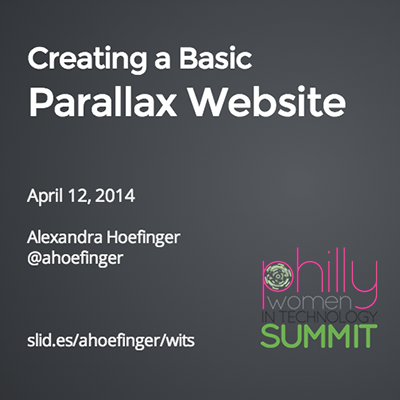 Creating a Basic
Parallax Website
April 12, 2014
Alexandra Hoefinger
@ahoefinger
slid.es/ahoefinger/wits
philly
women
IN TECHNOLOGY
SUMMIT